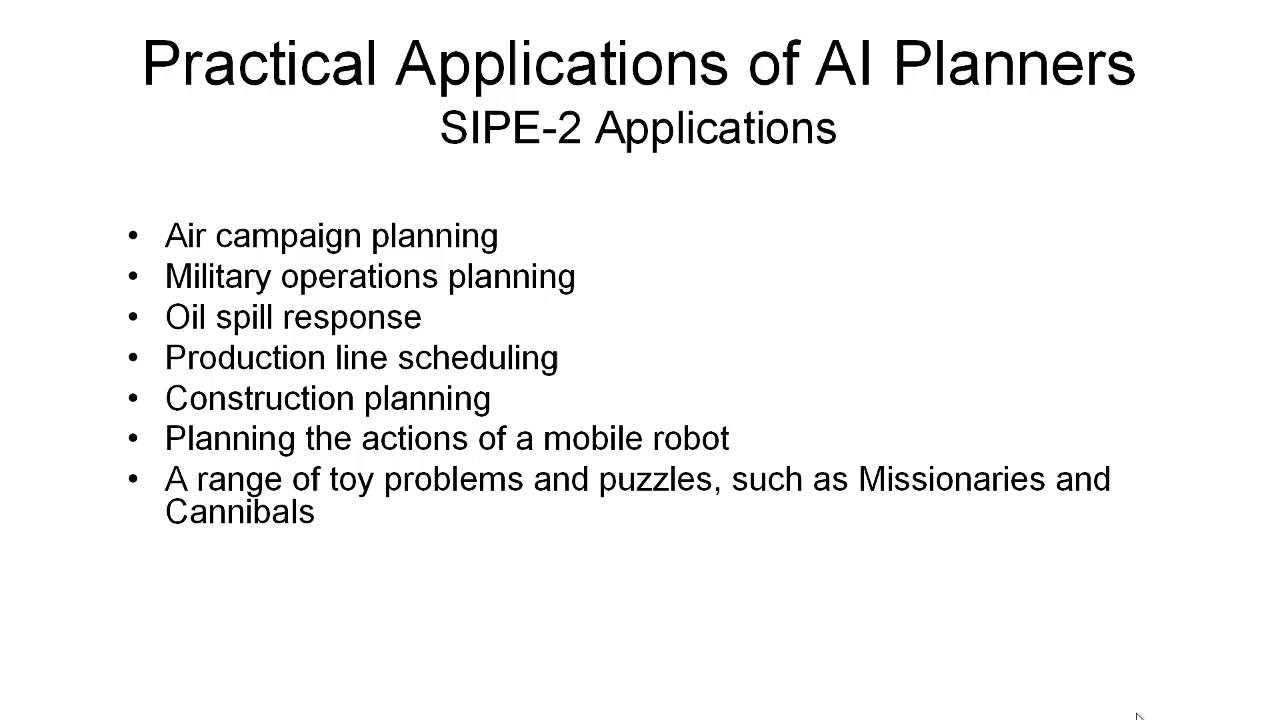 Practical Applications of AI Planners
SIPE-2 Applications
• Air campaign planning
• Military operations planning
• Oil spill response
• Production line scheduling
• Construction planning
• Planning the actions of a mobile robot
• A range of toy problems and puzzles, such as Missionaries and
Cannibals